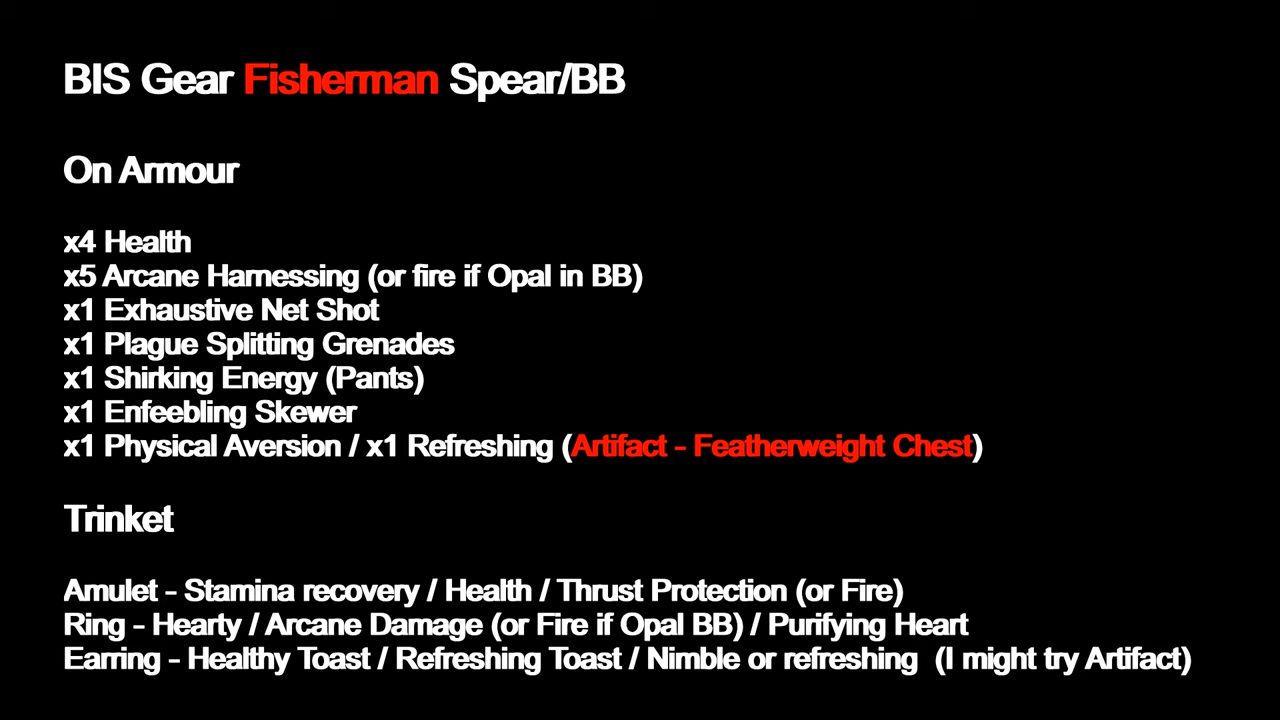 BIS Gear Fisherman Spear/BB
On Armour
x4 Health
x5 Arcane Harnessing (or fire if Opal in BB)
x1 Exhaustive Net Shot
x1 Plague Splitting Grenades
x1 Shirking Energy (Pants)
x1 Enfeebling Skewer
x1 Physical Aversion / x1 Refreshing (Artifact - Featherweight Chest)
Trinket
Amulet - Stamina recovery / Health / Thrust Protection (or Fire)
Ring - Hearty / Arcane Damage (or Fire if Opal BB) / Purifying Heart
Earring - Healthy Toast / Refreshing Toast / Nimble or refreshing  (I might try Artifact)